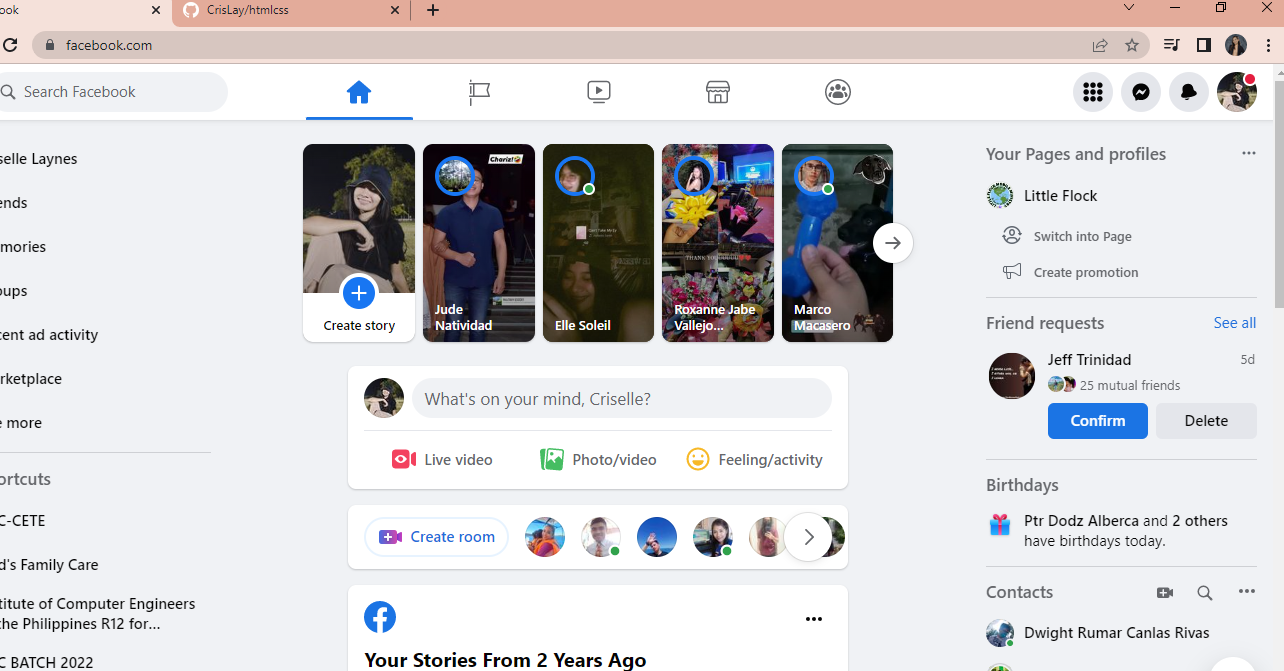 ook
CrisLay/htmlcss
facebook.com
Search Facebook
selle Laynes
ends
mories
oups
cent ad activity
rketplace
e more
ortcuts
C-CETE
d's Family Care
titute of Computer Engineers
the Philippines R12 for...
C BATCH 2022
Create story
Chariz!
Jude
Natividad
Elle Soleil
THANK YOUUUUUU
Roxanne Jabe
Vallejo...
Marco
Macasero
What's on your mind, Criselle?
Live video
Photo/video
Feeling/activity
Create room
Your Stories From 2 Years Ago
Your Pages and profiles
Little Flock
Switch into Page
Create promotion
Friend requests
See all
Jeff Trinidad
5d
25 mutual friends
Confirm
Delete
Birthdays
Ptr Dodz Alberca and 2 others
have birthdays today.
Contacts
Dwight Rumar Canlas Rivas